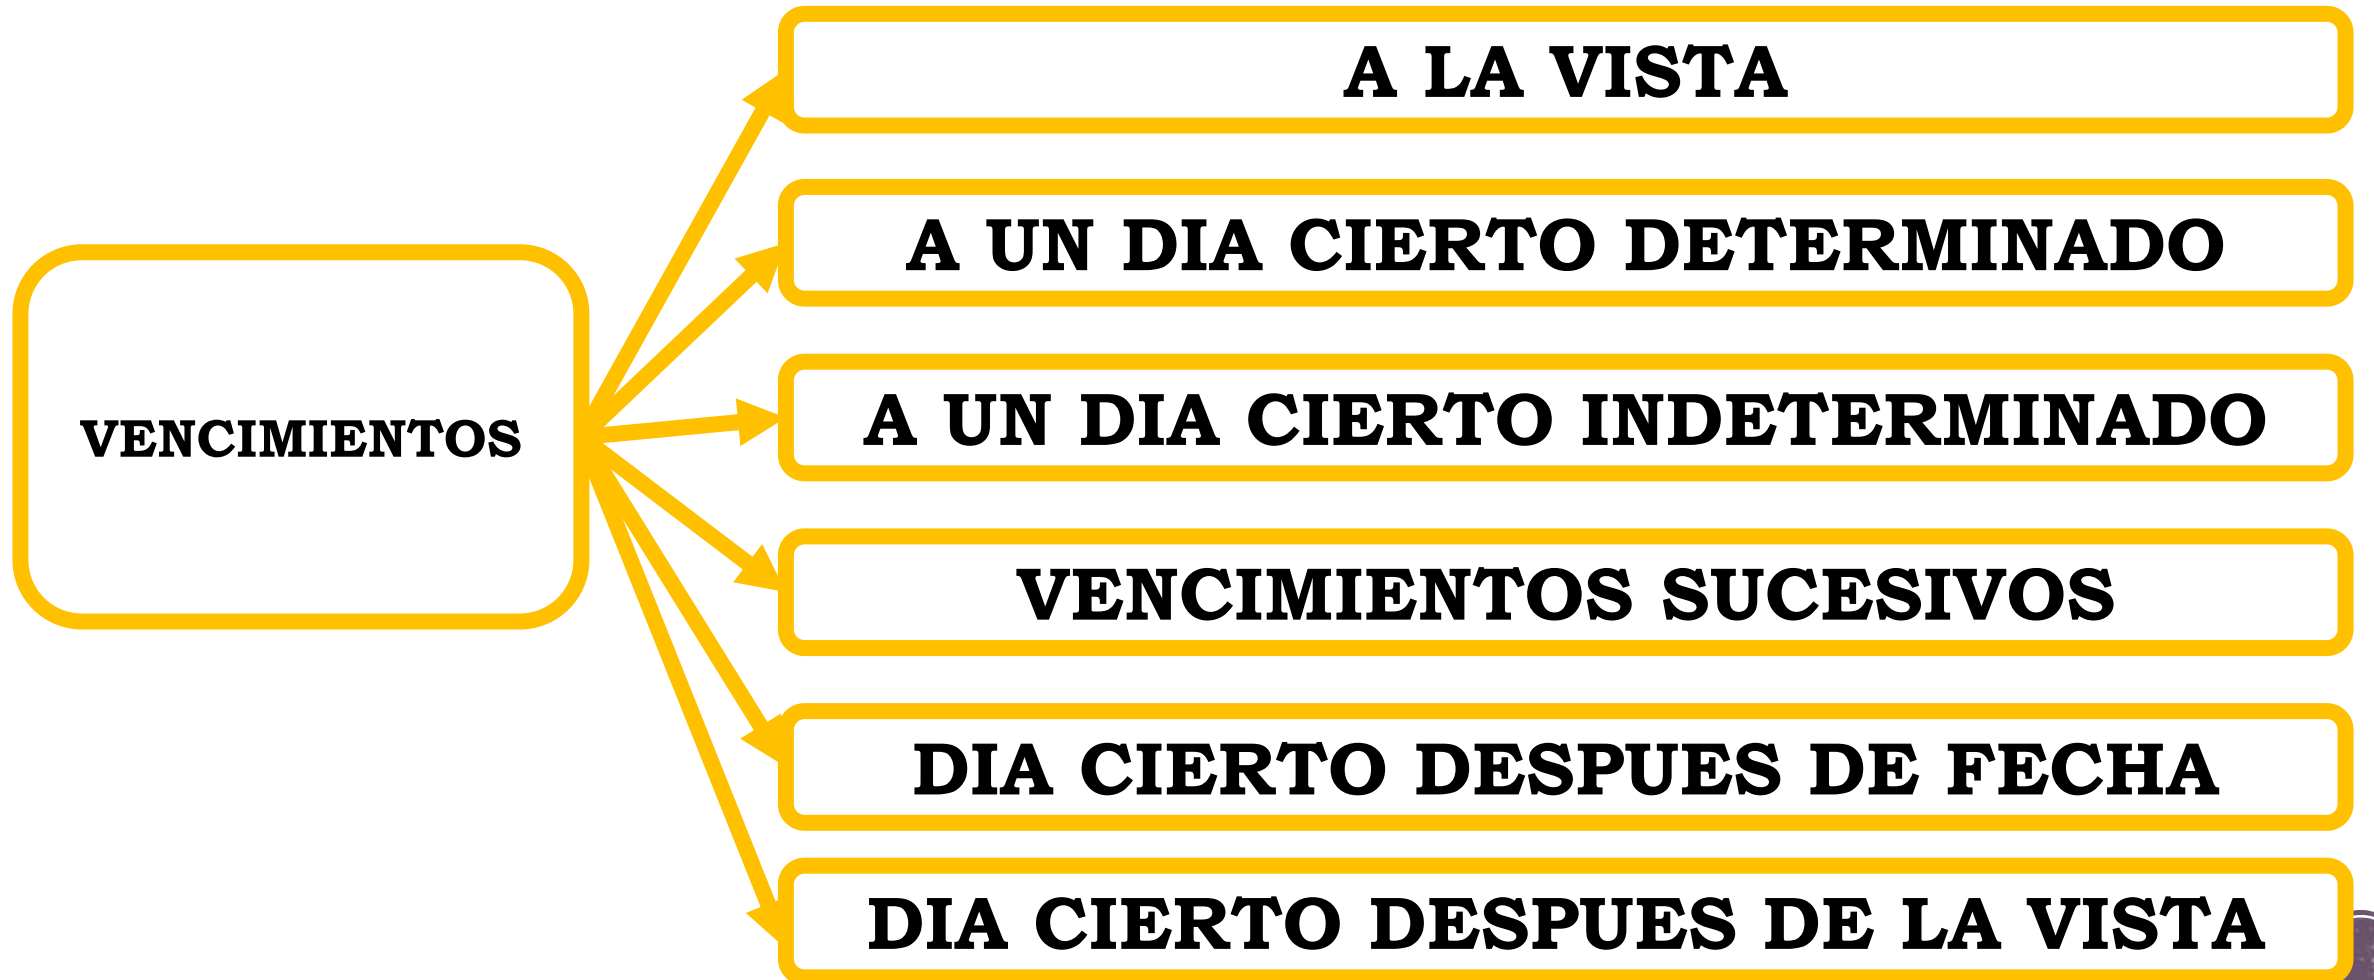 VENCIMIENTOS
A LA VISTA
A UN DIA CIERTO DETERMINADO
A UN DIA CIERTO INDETERMINADO
VENCIMIENTOS SUCESIVOS
DIA CIERTO DESPUES DE FECHA
DIA CIERTO DESPUES DE LA VISTA